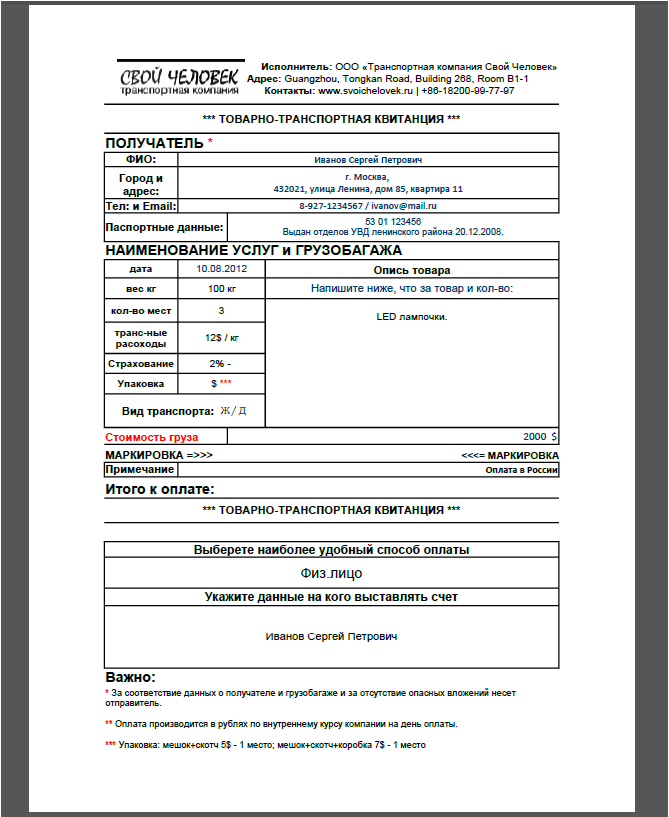 СВОЙ ЧЕЛОВЕК
транспортная компания
Исполнитель: ООО «Транспортная компания Свой Человек»
Адрес: Guangzhou, Tongkan Road, Building 268, Room B1-1
Контакты: www.svoichelovek.ru | +86-18200-99-77-97
*** ТОВАРНО-ТРАНСПОРТНАЯ КВИТАНЦИЯ ***
ПОЛУЧАТЕЛЬ *
ФИО: Иванов Сергей Петрович
Город и адрес: г. Москва,
432021, улица Ленина, дом 85, квартира 11
Тел: и Email: 8-927-1234567 / ivanov@mail.ru
Паспортные данные: 53 01 123456
Выдан отделов УВД ленинского района 20.12.2008.
НАИМЕНОВАНИЕ УСЛУГ и ГРУЗОБАГАЖА
дата 10.08.2012 Опись товара
вес кг 100 кг Напишите ниже, что за товар и кол-во:
кол-во мест 3 LED лампочки.
транс-ные расходы 12$ / кг
Страхование 2% -
Упаковка $ ***
Вид транспорта: Ж/Д
Стоимость груза 2000 $
МАРКИРОВКА =>>> <<<= МАРКИРОВКА
Примечание Оплата в России
Итого к оплате:
*** ТОВАРНО-ТРАНСПОРТНАЯ КВИТАНЦИЯ ***
Выберете наиболее удобный способ оплаты
Физ.лицо
Укажите данные на кого выставлять счет
Иванов Сергей Петрович
Важно:
* За соответствие данных о получателе и грузобагаже и за отсутствие опасных вложений несет
отправитель.
** Оплата производится в рублях по внутреннему курсу компании на день оплаты.
*** Упаковка: мешок+скотч 5$ - 1 место; мешок+скотч+коробка 7$ - 1 место